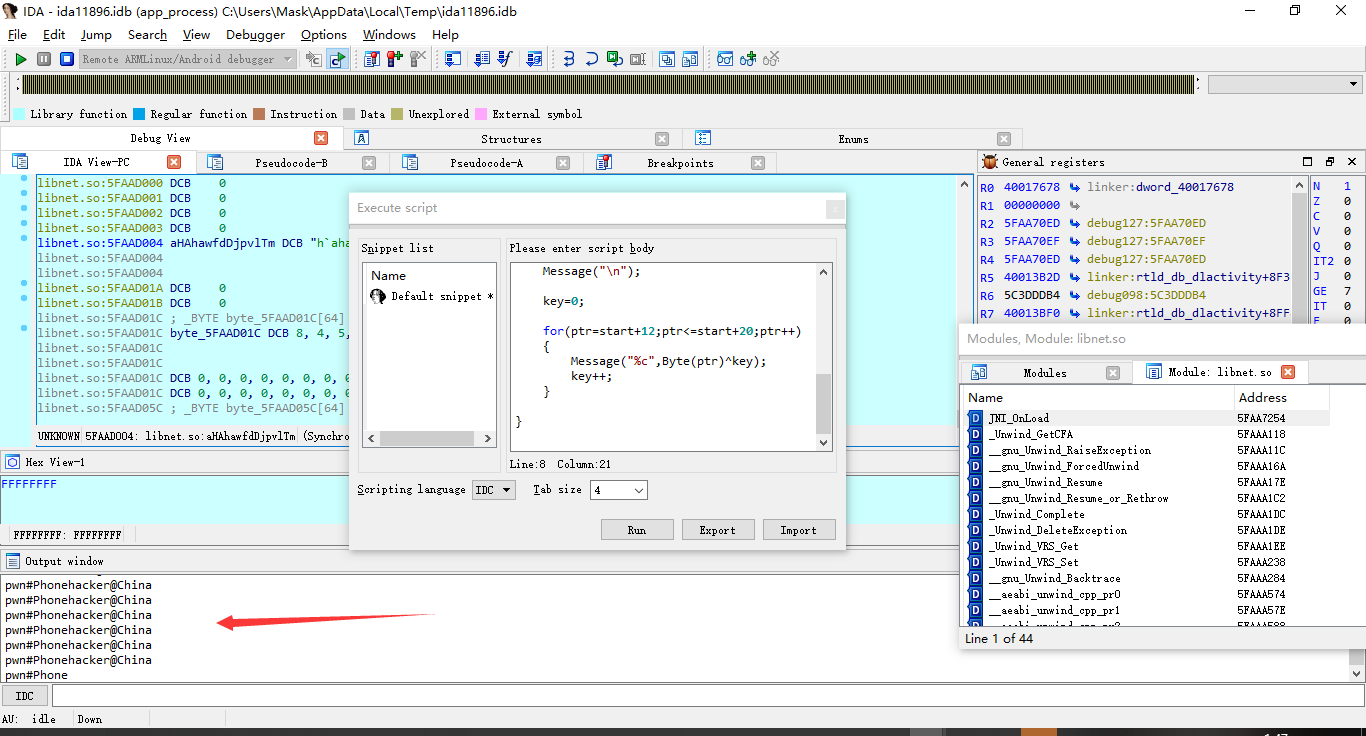 IDA - ida11896.idb (app_process) C:\Users\Mask\AppData\Local\Temp\ida11896.idb
File Edit Jump Search View Debugger Options Windows Help
Remote ARMLinux/Android debugger
Library function Regular function Instruction Data Unexplored External symbol
Debug View Structures Enums
IDA View-PC Pseudocode-B Pseudocode-A Breakpoints
libnet.so:5FAAD000 DCB 0
libnet.so:5FAAD001 DCB 0
libnet.so:5FAAD002 DCB 0
libnet.so:5FAAD003 DCB 0
libnet.so:5FAAD004 aHAhawfdDjpvlTm DCB "h`aha
libnet.so:5FAAD004
libnet.so:5FAAD004
libnet.so:5FAAD01A DCB 0
libnet.so:5FAAD01B DCB 0
libnet.so:5FAAD01C ; _BYTE byte_5FAAD01C[64]
libnet.so:5FAAD01C byte_5FAAD01C DCB 8, 4, 5,
libnet.so:5FAAD01C
libnet.so:5FAAD01C
libnet.so:5FAAD01C DCB 0, 0, 0, 0, 0, 0, 0
libnet.so:5FAAD01C DCB 0, 0, 0, 0, 0, 0, 0
libnet.so:5FAAD05C ; _BYTE byte_5FAAD05C[64]
UNKNOWN 5FAAD004: libnet.so:aHAhawfdDjpvlTm (Synchro
Hex View-1
FFFFFFFF
FFFFFFFF: FFFFFFFF
Output window
pwn#Phonehacker@China
pwn#Phonehacker@China
pwn#Phonehacker@China
pwn#Phonehacker@China
pwn#Phonehacker@China
pwn#Phonehacker@China
pwn#Phone
IDC
AU: idle Down
Execute script
Snippet list
Name
Default snippet *
Please enter script body
Message("\n");
key=0;
for(ptr=start+12;ptr<=start+20;ptr++)
{
Message("%c",Byte(ptr)^key);
key++;
}
}
Line:8 Column:21
Scripting language IDC Tab size 4
Run Export Import
General registers
R0 40017678 linker:dword_40017678
R1 00000000
R2 5FAA70ED debug127:5FAA70ED
R3 5FAA70EF debug127:5FAA70EF
R4 5FAA70ED debug127:5FAA70ED
R5 40013B2D linker:rtld_db_dlactivity+8F3
R6 5C3DDDB4 debug098:5C3DDDB4
R7 40013BF0 linker:rtld_db_dlactivity+8FF
N 1
Z 0
C 0
V 0
Q 0
IT2 0
J 0
GE 7
IT 0
Modules, Module: libnet.so
Modules Module: libnet.so
Name Address
JNI_OnLoad 5FAA7254
_Unwind_GetCFA 5FAAA118
__gnu_Unwind_RaiseException 5FAAA11C
__gnu_Unwind_ForcedUnwind 5FAAA16A
__gnu_Unwind_Resume 5FAAA17E
__gnu_Unwind_Resume_or_Rethrow 5FAAA1C2
_Unwind_Complete 5FAAA1DC
_Unwind_DeleteException 5FAAA1DE
_Unwind_VRS_Get 5FAAA1EE
_Unwind_VRS_Set 5FAAA238
__gnu_Unwind_Backtrace 5FAAA284
__aeabi_unwind_cpp_pr0 5FAAA574
__aeabi_unwind_cpp_pr1 5FAAA57E
Line 1 of 44